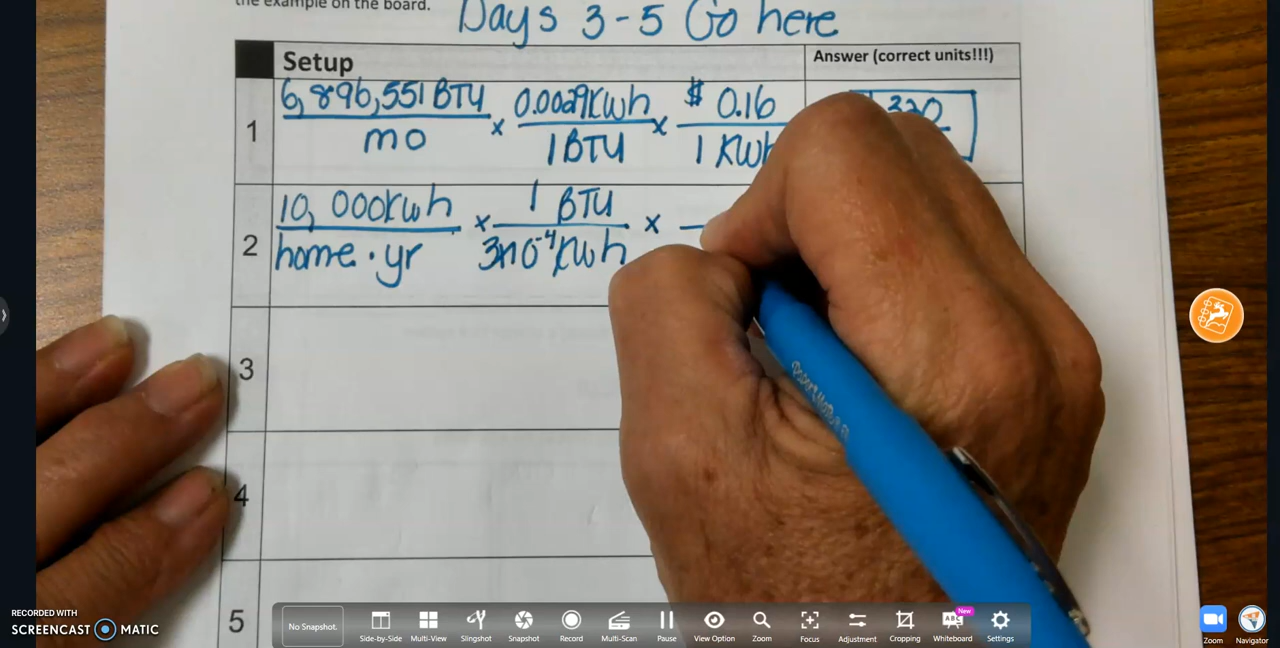 the example on the board.
Days 3-5 Go here
Setup
Answer (correct units!!!)
1
6,896,551 BTU
mo
x
0.0029 KWh
1 BTU
x
$ 0.16
1 KWh
2
10,000 Kwh
home · yr
x
1 BTU
3x10⁻⁴ KWh
x
3
4
5
RECORDED WITH
SCREENCAST MATIC
No Snapshot.
Side-by-Side
Multi-View
Slingshot
Snapshot
Record
Multi-Scan
Pause
View Option
Zoom
Focus
Adjustment
Cropping
New
ABC
Whiteboard
Settings
Zoom
Navigator